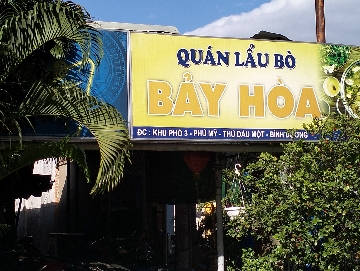 QUÁN LẨU BÒ
BẢY HÒA
ĐC : KHU PHỐ 3 - PHÚ MỸ - THỦ DẦU MỘT - BÌNH DƯƠNG